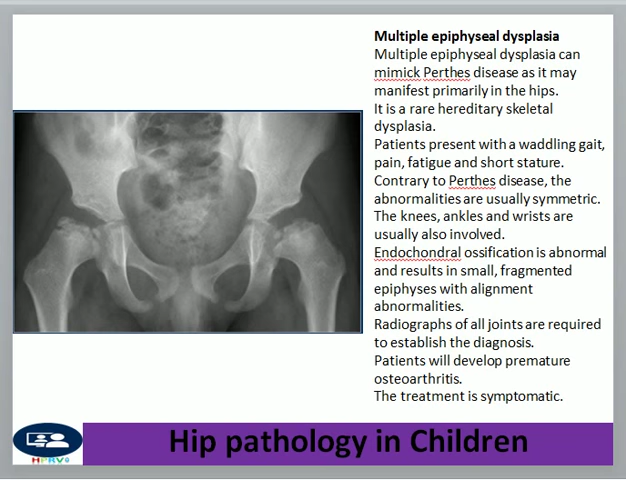 Multiple epiphyseal dysplasia
Multiple epiphyseal dysplasia can
mimick Perthes disease as it may
manifest primarily in the hips.
It is a rare hereditary skeletal
dysplasia.
Patients present with a waddling gait,
pain, fatigue and short stature.
Contrary to Perthes disease, the
abnormalities are usually symmetric.
The knees, ankles and wrists are
usually also involved.
Endochondral ossification is abnormal
and results in small, fragmented
epiphyses with alignment
abnormalities.
Radiographs of all joints are required
to establish the diagnosis.
Patients will develop premature
osteoarthritis.
The treatment is symptomatic.
Hip pathology in Children